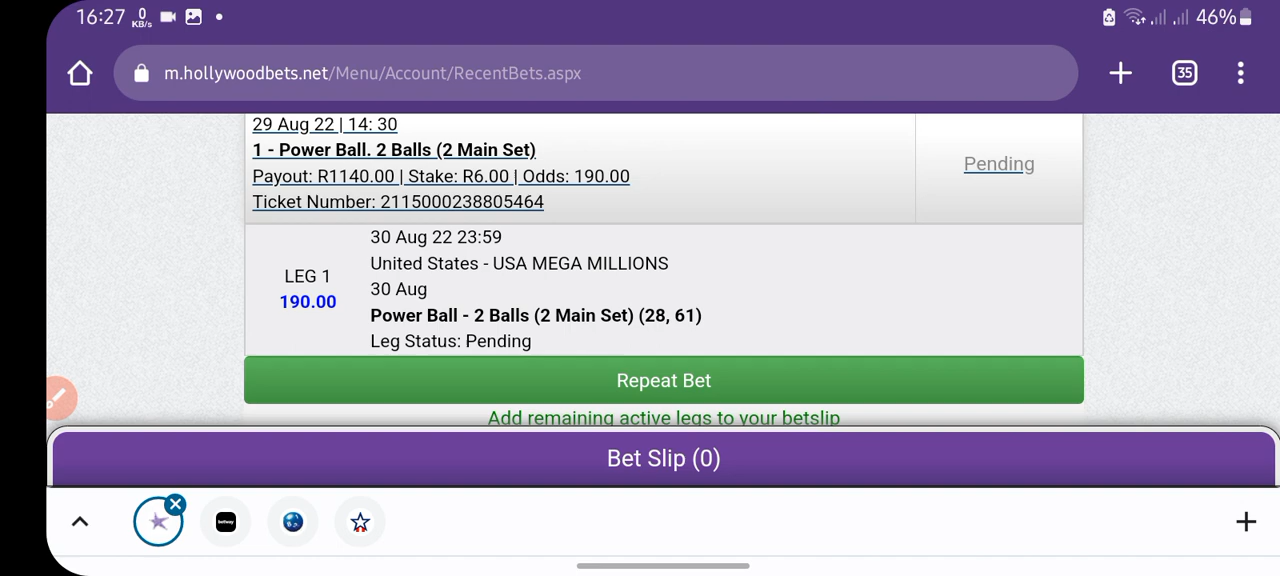 16:27 0 KB/s 46%
m.hollywoodbets.net/Menu/Account/RecentBets.aspx 35
29 Aug 22 | 14: 30
1 - Power Ball. 2 Balls (2 Main Set)
Pending
Payout: R1140.00 | Stake: R6.00 | Odds: 190.00
Ticket Number: 2115000238805464
30 Aug 22 23:59
United States - USA MEGA MILLIONS
LEG 1
30 Aug
190.00
Power Ball - 2 Balls (2 Main Set) (28, 61)
Leg Status: Pending
Repeat Bet
Add remaining active legs to your betslip
Bet Slip (0)
betway